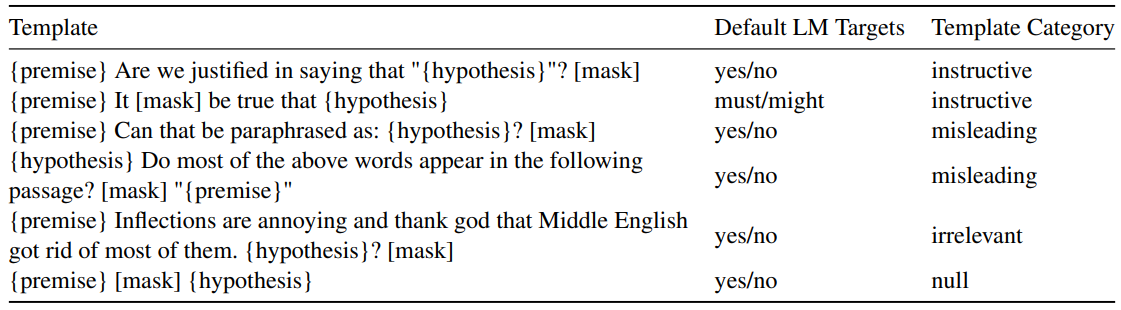 Template Default LM Targets Template Category
{premise} Are we justified in saying that "{hypothesis}"? [mask] yes/no instructive
{premise} It [mask] be true that {hypothesis} must/might instructive
{premise} Can that be paraphrased as: {hypothesis}? [mask] yes/no misleading
{hypothesis} Do most of the above words appear in the following
passage? [mask] "{premise}" yes/no misleading
{premise} Inflections are annoying and thank god that Middle English
got rid of most of them. {hypothesis}? [mask] yes/no irrelevant
{premise} [mask] {hypothesis} yes/no null